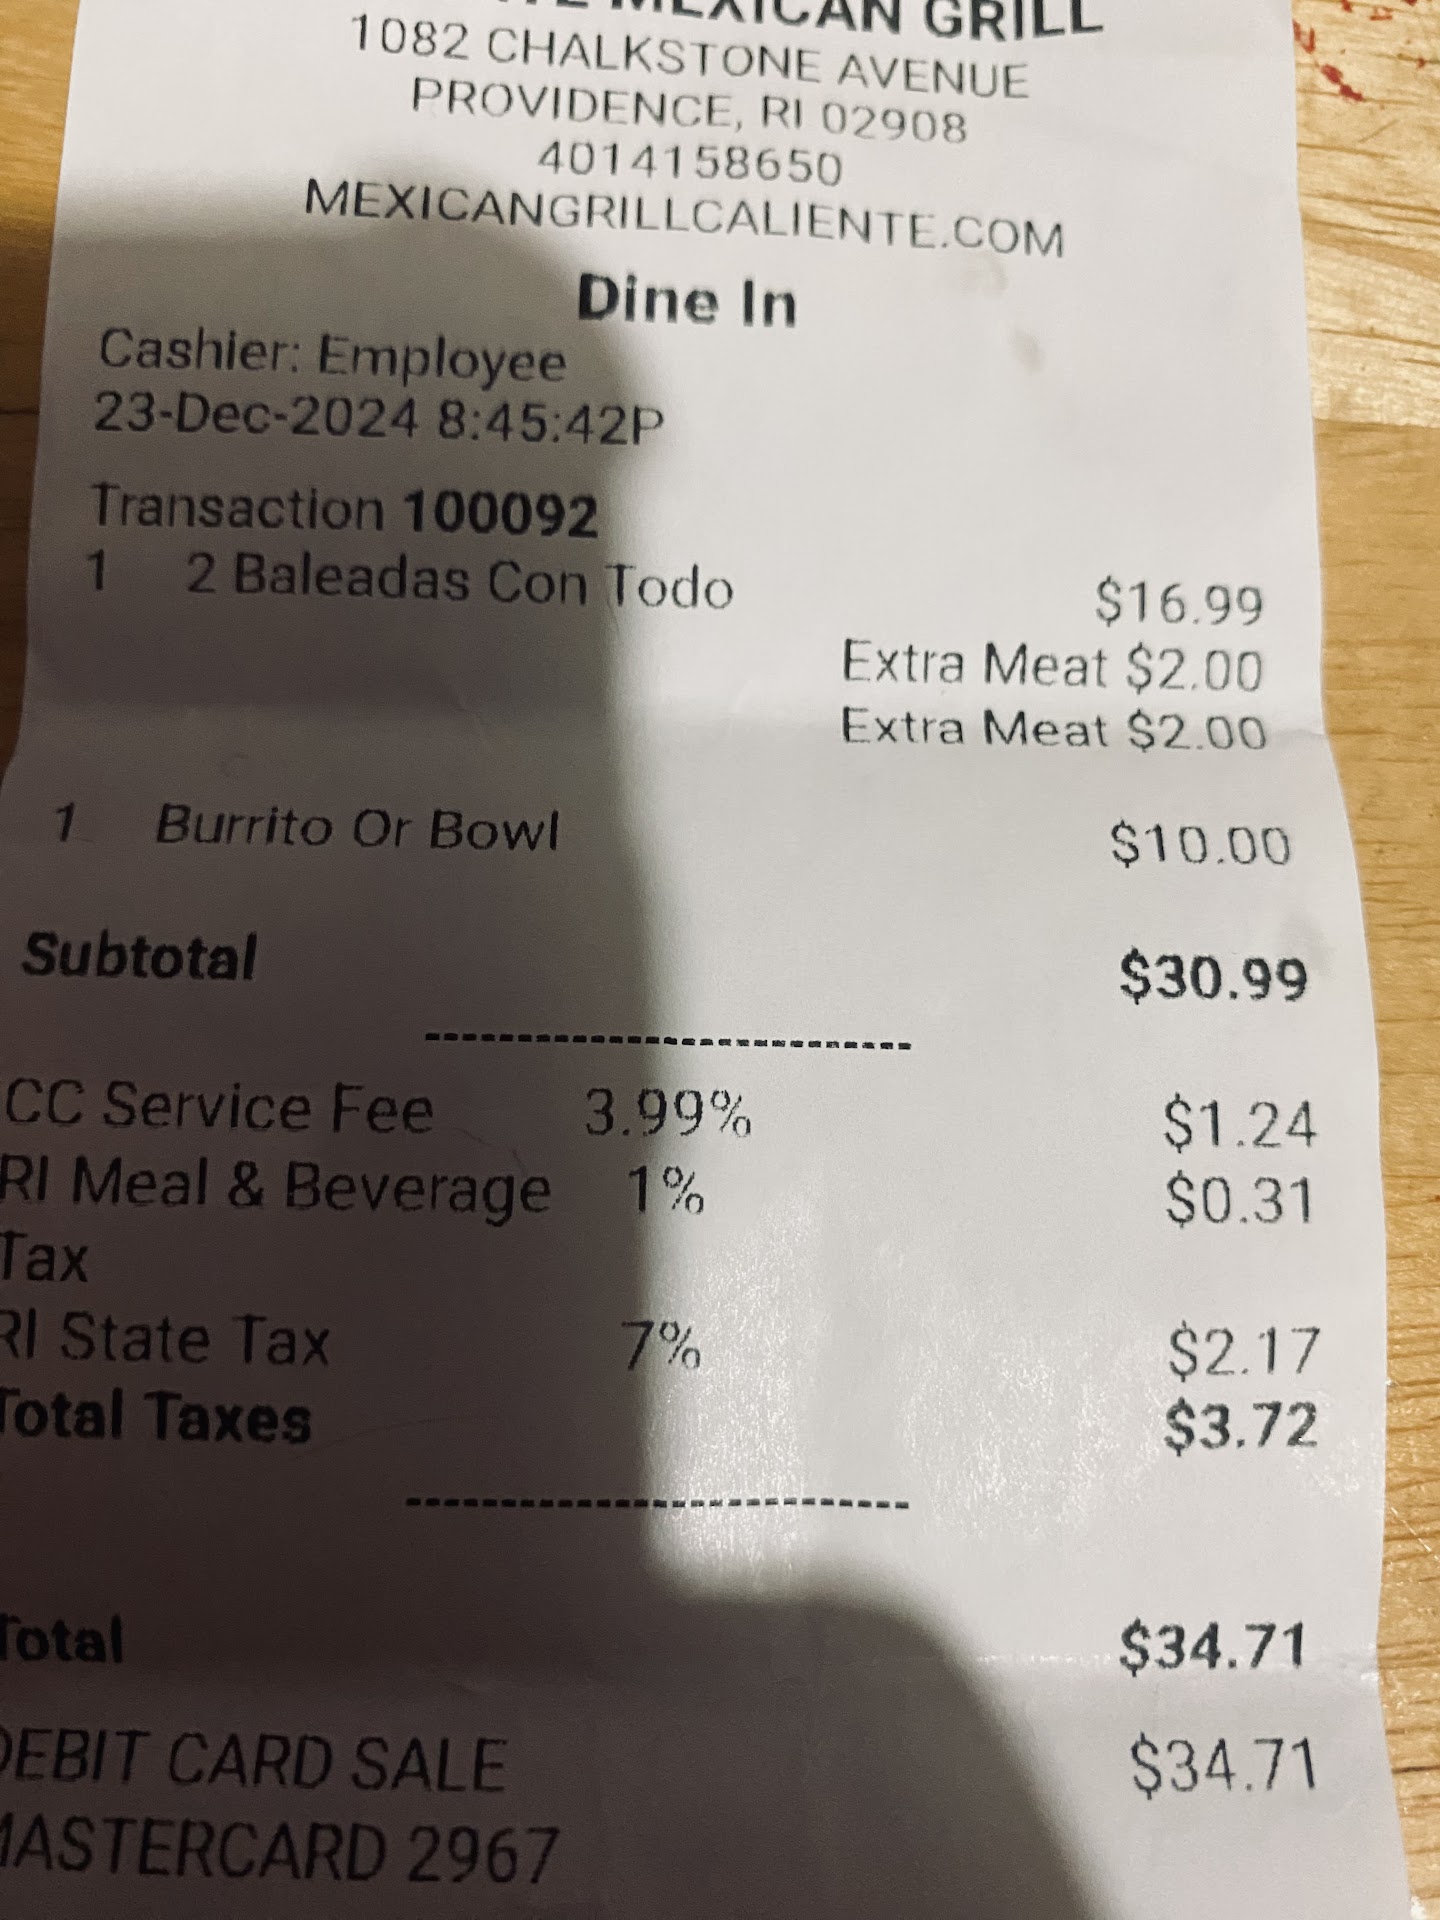 MEXICAN GRILL
1082 CHALKSTONE AVENUE
PROVIDENCE, RI 02908
4014158650
MEXICANGRILLCALIENTE.COM
Dine In
Cashier: Employee
23-Dec-2024 8:45:42P
Transaction 100092
1 2 Baleadas Con Todo $16.99
Extra Meat $2.00
Extra Meat $2.00
1 Burrito Or Bowl $10.00
Subtotal $30.99
CC Service Fee 3.99% $1.24
RI Meal & Beverage 1% $0.31
Tax
RI State Tax 7% $2.17
Total Taxes $3.72
Total $34.71
DEBIT CARD SALE $34.71
MASTERCARD 2967